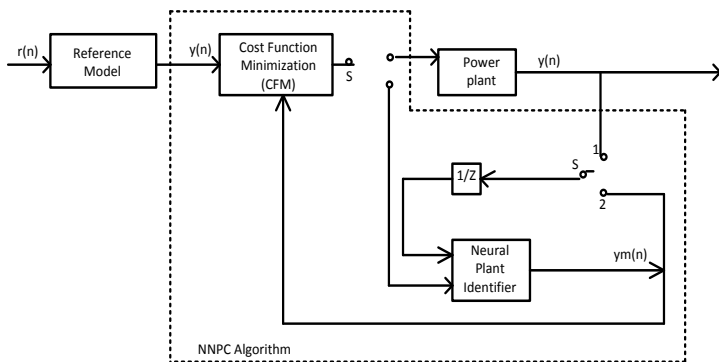 r(n)
Reference
Model
y(n)
Cost Function
Minimization
(CFM)
S
Power
plant
y(n)
1
S
2
1/Z
Neural
Plant
Identifier
ym(n)
NNPC Algorithm